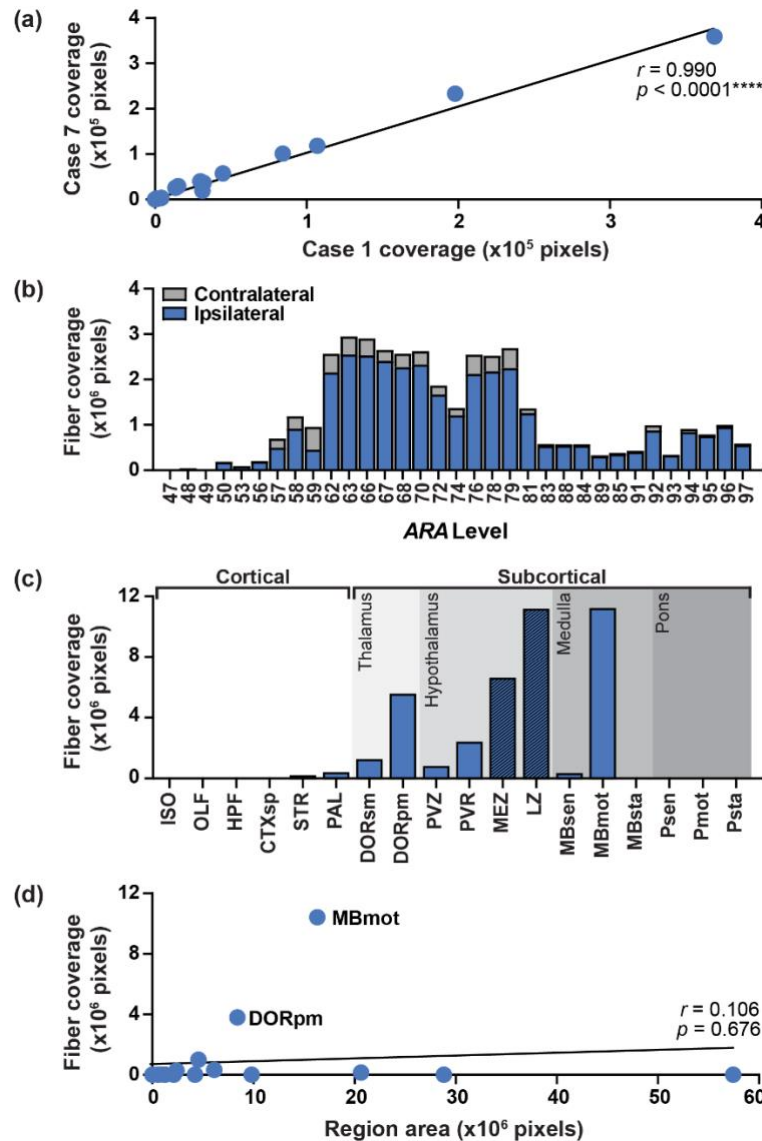 (a)
4
3
2
1
0
Case 7 coverage
(x10⁵ pixels)
r = 0.990
p < 0.0001****
0 1 2 3 4
Case 1 coverage (x10⁵ pixels)
(b)
Contralateral
Ipsilateral
4
3
2
1
0
Fiber coverage
(x10⁶ pixels)
47 48 49 50 53 56 57 58 59 62 63 66 67 68 70 72 74 76 78 79 81 83 88 84 89 85 91 92 93 94 95 96 97
ARA Level
(c)
Cortical Subcortical
Thalamus
Hypothalamus
Medulla
Pons
12
8
4
0
Fiber coverage
(x10⁶ pixels)
ISO OLF HPF CTXsp STR PAL DORsm DORpm PVZ PVR MEZ LZ MBsen MBmot MBsta Psen Pmot Psta
(d)
12
8
4
0
Fiber coverage
(x10⁶ pixels)
MBmot
DORpm
r = 0.106
p = 0.676
0 10 20 30 40 50 60
Region area (x10⁶ pixels)